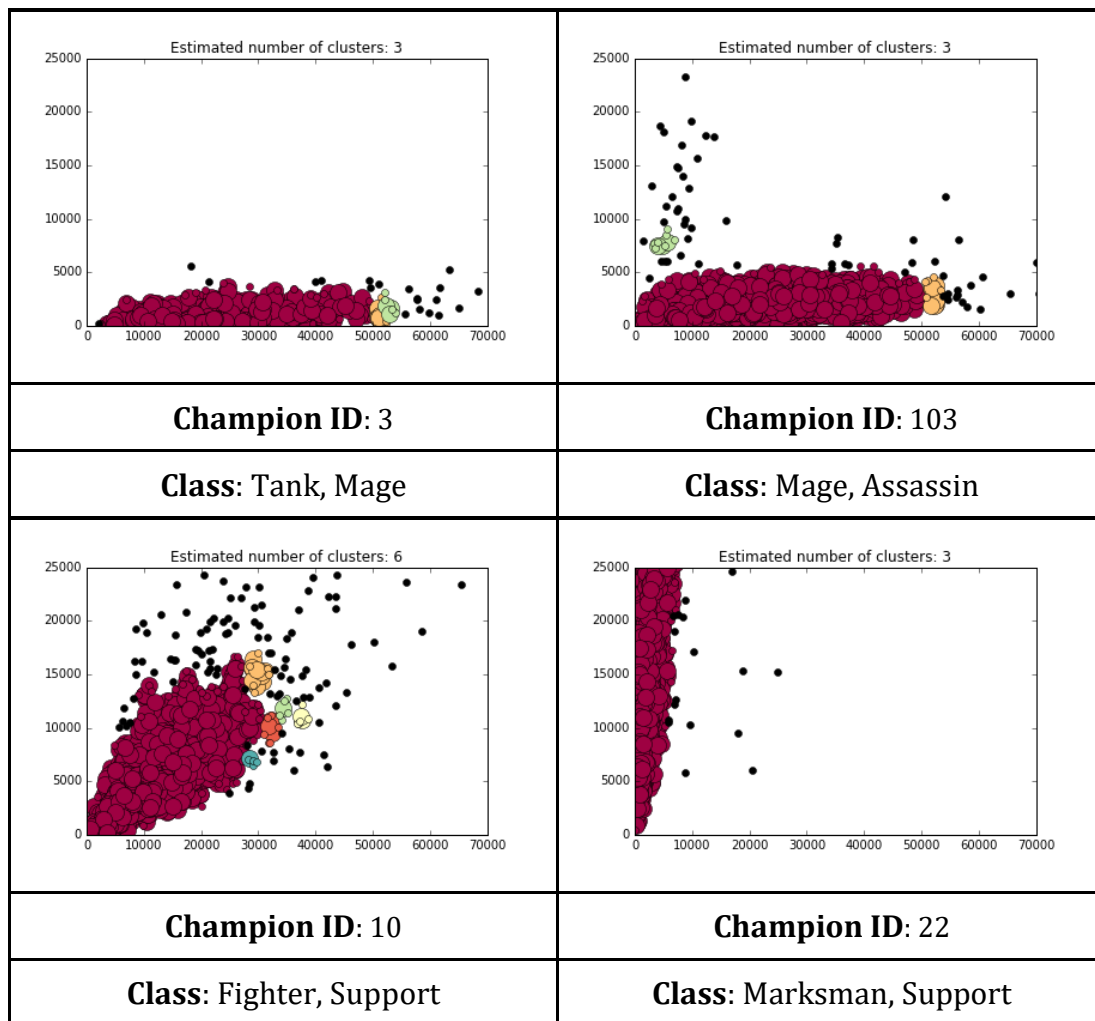 Estimated number of clusters: 3
25000
20000
15000
10000
5000
0
0 10000 20000 30000 40000 50000 60000 70000
Estimated number of clusters: 3
25000
20000
15000
10000
5000
0
0 10000 20000 30000 40000 50000 60000 70000
Champion ID: 3
Champion ID: 103
Class: Tank, Mage
Class: Mage, Assassin
Estimated number of clusters: 6
25000
20000
15000
10000
5000
0
0 10000 20000 30000 40000 50000 60000 70000
Estimated number of clusters: 3
25000
20000
15000
10000
5000
0
0 10000 20000 30000 40000 50000 60000 70000
Champion ID: 10
Champion ID: 22
Class: Fighter, Support
Class: Marksman, Support